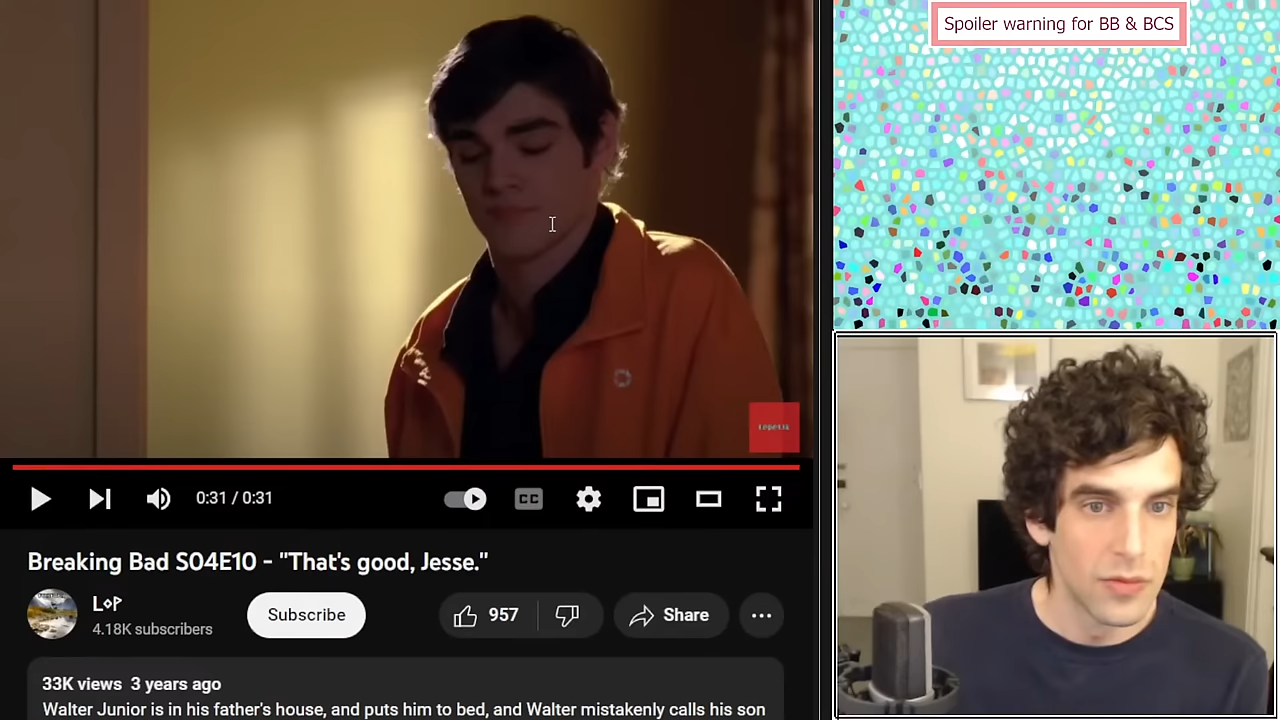 Spoiler warning for BB & BCS
0:31 / 0:31
CC
Breaking Bad S04E10 - "That's good, Jesse."
4.18K subscribers
Subscribe
957
Share
33K views 3 years ago
Walter Junior is in his father's house, and puts him to bed, and Walter mistakenly calls his son